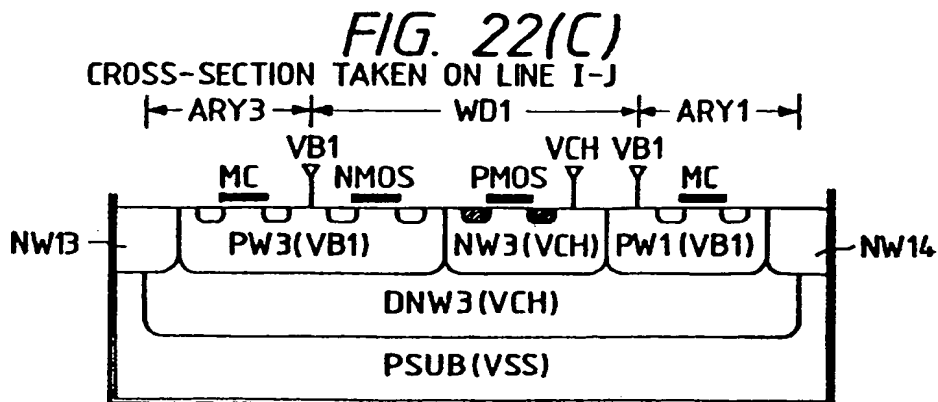 FIG. 22(C)
CROSS-SECTION TAKEN ON LINE I-J
ARY3 WD1 ARY1
VB1 VCH VB1
MC NMOS PMOS MC
NW13 PW3(VB1) NW3(VCH) PW1(VB1) NW14
DNW3(VCH)
PSUB(VSS)